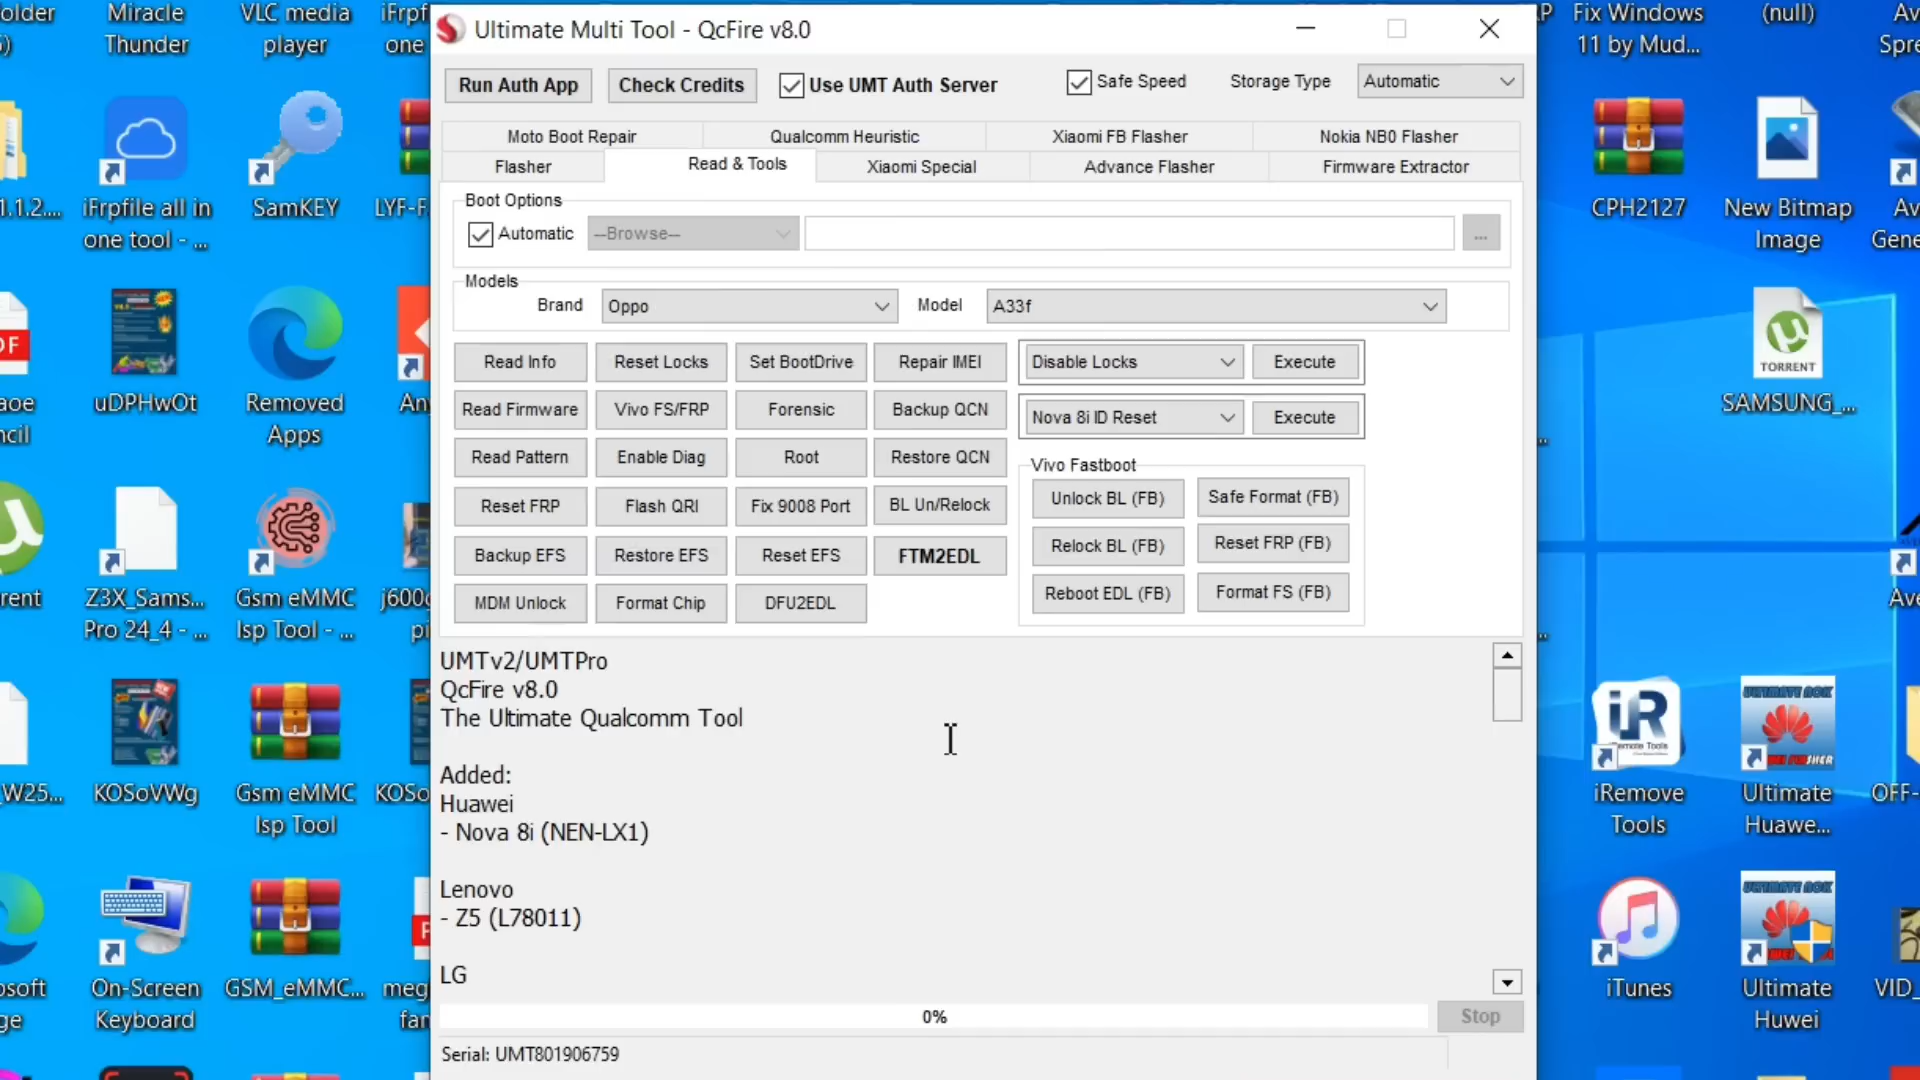 Ultimate Multi Tool - QcFire v8.0
Run Auth App
Check Credits
Use UMT Auth Server
Safe Speed
Storage Type
Automatic
Moto Boot Repair
Qualcomm Heuristic
Xiaomi FB Flasher
Nokia NB0 Flasher
Flasher
Read & Tools
Xiaomi Special
Advance Flasher
Firmware Extractor
Boot Options
Automatic
--Browse--
...
Models
Brand
Oppo
Model
A33f
Read Info
Reset Locks
Set BootDrive
Repair IMEI
Disable Locks
Execute
Read Firmware
Vivo FS/FRP
Forensic
Backup QCN
Nova 8i ID Reset
Execute
Read Pattern
Enable Diag
Root
Restore QCN
Vivo Fastboot
Reset FRP
Flash QRI
Fix 9008 Port
BL Un/Relock
Unlock BL (FB)
Safe Format (FB)
Backup EFS
Restore EFS
Reset EFS
FTM2EDL
Relock BL (FB)
Reset FRP (FB)
MDM Unlock
Format Chip
DFU2EDL
Reboot EDL (FB)
Format FS (FB)
UMTv2/UMTPro
QcFire v8.0
The Ultimate Qualcomm Tool
Added:
Huawei
- Nova 8i (NEN-LX1)
Lenovo
- Z5 (L78011)
LG
0%
Stop
Serial: UMT801906759
Miracle
Thunder
VLC media
player
iFrpfile all in
one tool - ...
SamKEY
uDPHwOt
Removed
Apps
Z3X_Sams...
Pro 24_4 - ...
Gsm eMMC
Isp Tool - ...
KOSoVWg
Gsm eMMC
Isp Tool
On-Screen
Keyboard
GSM_eMMC...
Fix Windows
11 by Mud...
(null)
CPH2127
New Bitmap
Image
TORRENT
SAMSUNG_...
iRemove
Tools
Ultimate
Huawe...
iTunes
Ultimate
Huwei